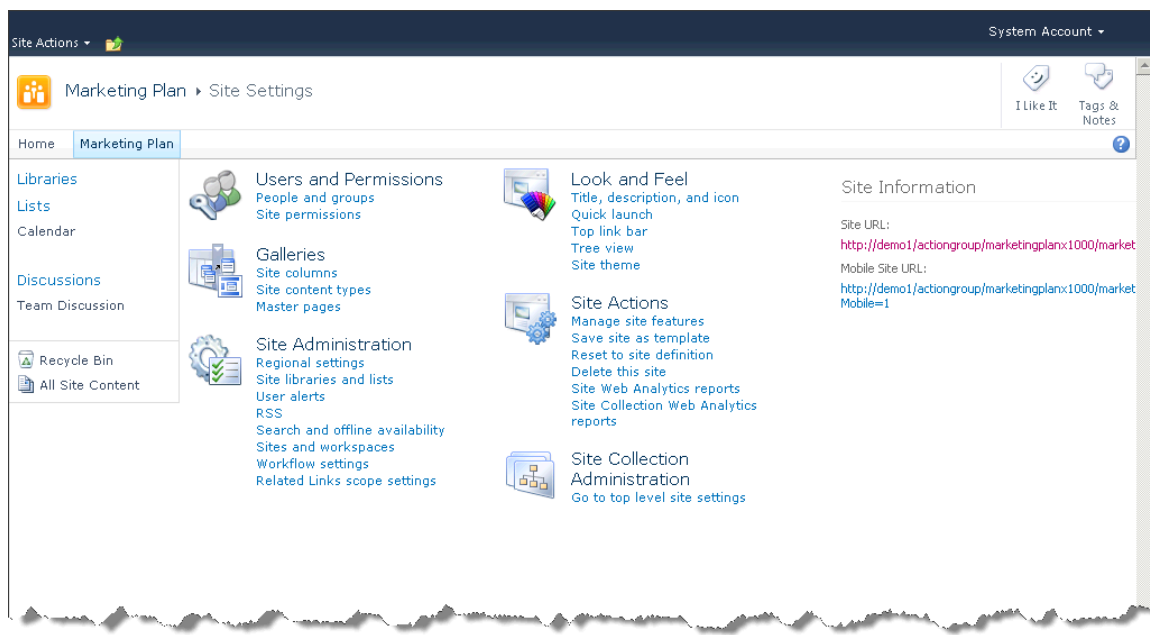 System Account
Site Actions
Marketing Plan ▸ Site Settings
I Like It
Tags &
Notes
Home
Marketing Plan
Libraries
Lists
Calendar
Discussions
Team Discussion
Recycle Bin
All Site Content
Users and Permissions
People and groups
Site permissions
Galleries
Site columns
Site content types
Master pages
Site Administration
Regional settings
Site libraries and lists
User alerts
RSS
Search and offline availability
Sites and workspaces
Workflow settings
Related Links scope settings
Look and Feel
Title, description, and icon
Quick launch
Top link bar
Tree view
Site theme
Site Actions
Manage site features
Save site as template
Reset to site definition
Delete this site
Site Web Analytics reports
Site Collection Web Analytics
reports
Site Collection
Administration
Go to top level site settings
Site Information
Site URL:
http://demo1/actiongroup/marketingplanx1000/market
Mobile Site URL:
http://demo1/actiongroup/marketingplanx1000/market
Mobile=1